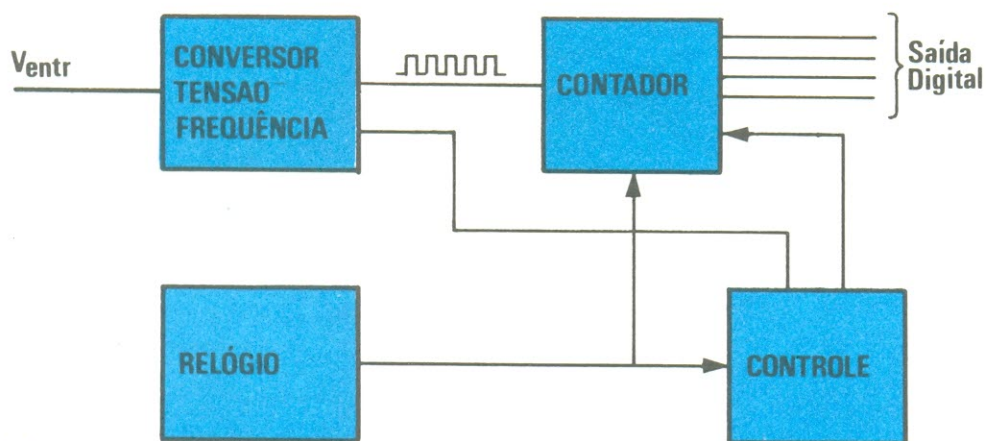 Ventr
CONVERSOR
TENSAO
FREQUÊNCIA
CONTADOR
Saída
Digital
RELÓGIO
CONTROLE